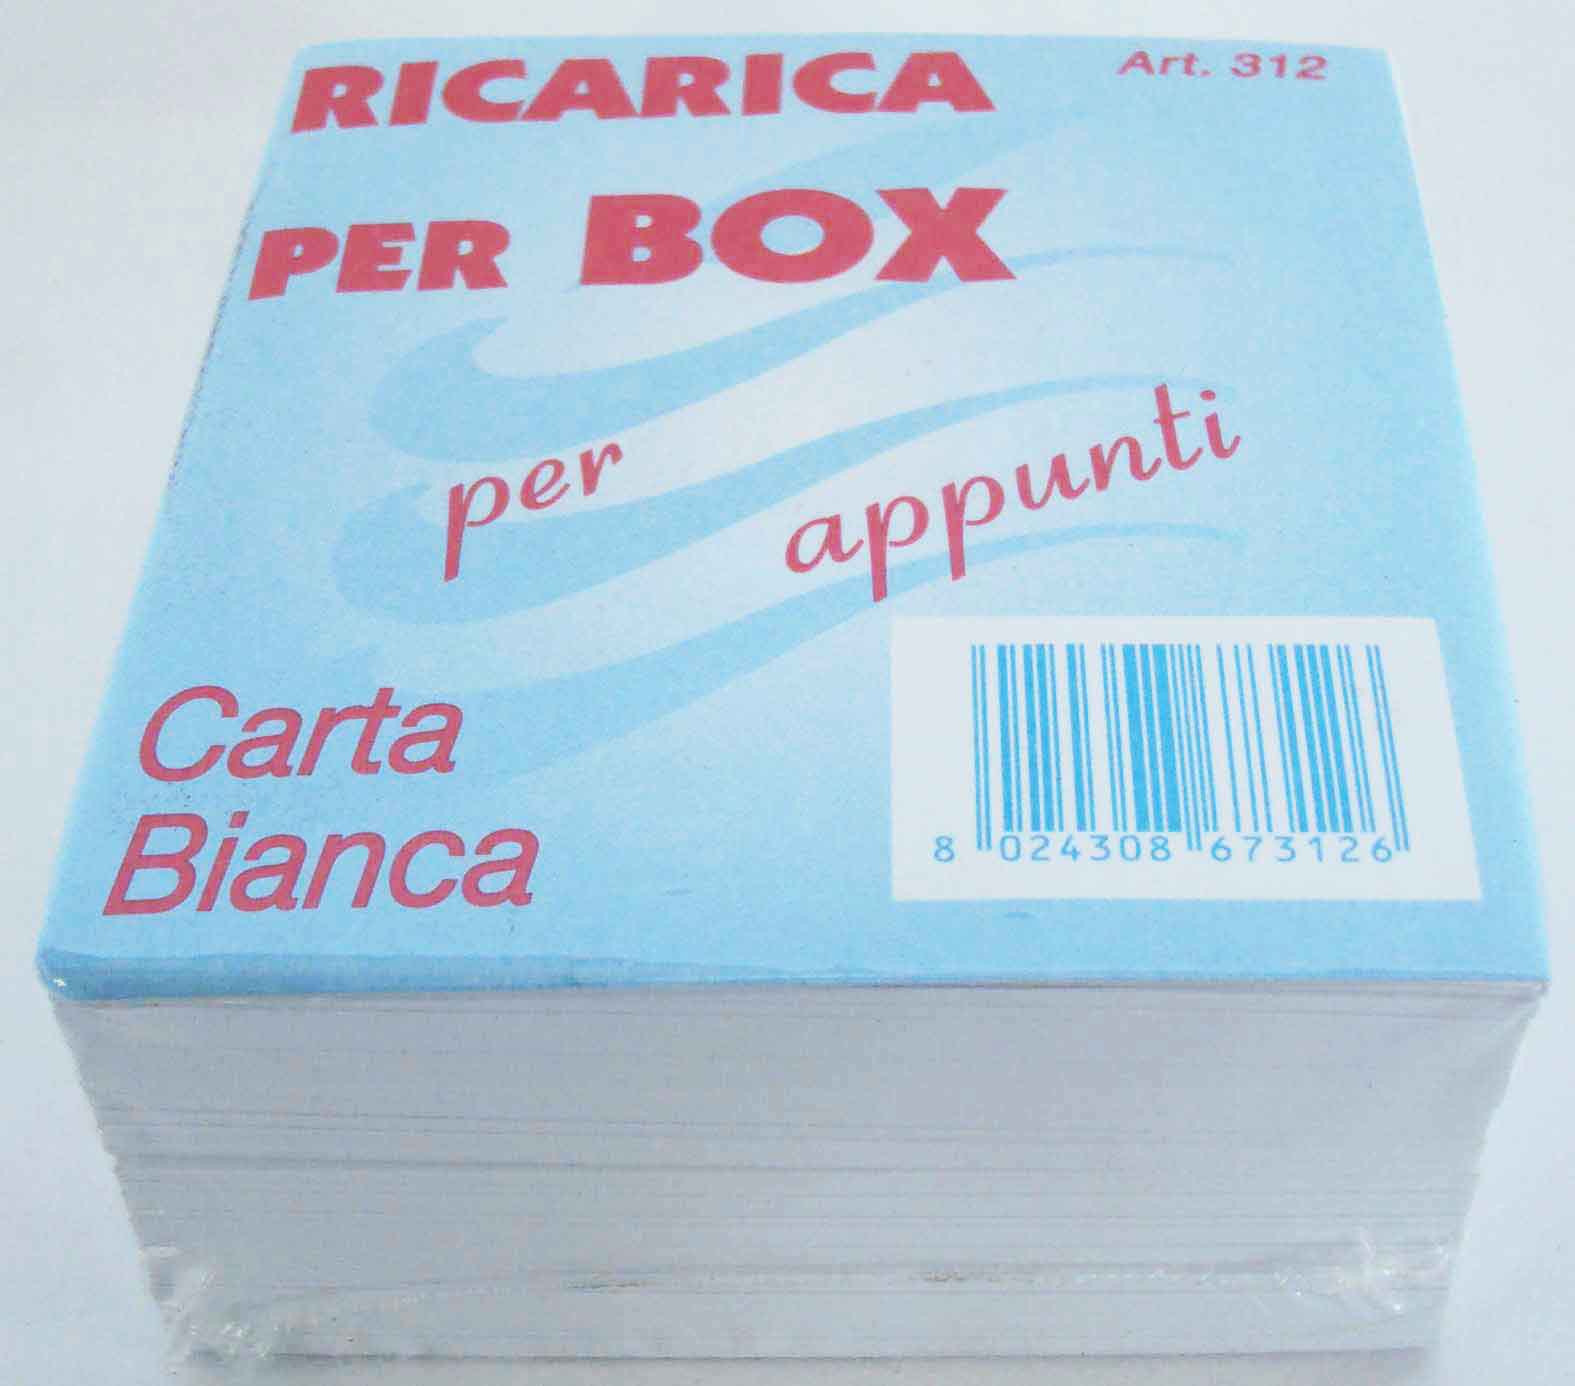 RICARICA
Art. 312
PER BOX
per appunti
Carta
Bianca
8 024308 673126